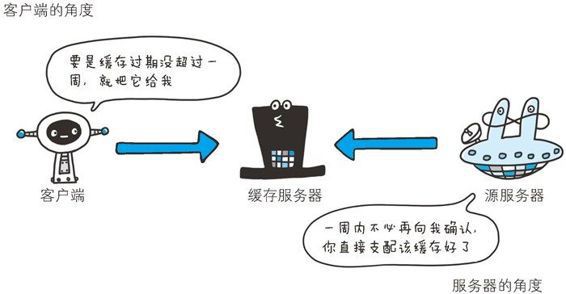 客户端的角度
要是缓存过期没超过一
周，就把它给我
客户端
缓存服务器
源服务器
一周内不必再向我确认，
你直接支配该缓存好了
服务器的角度